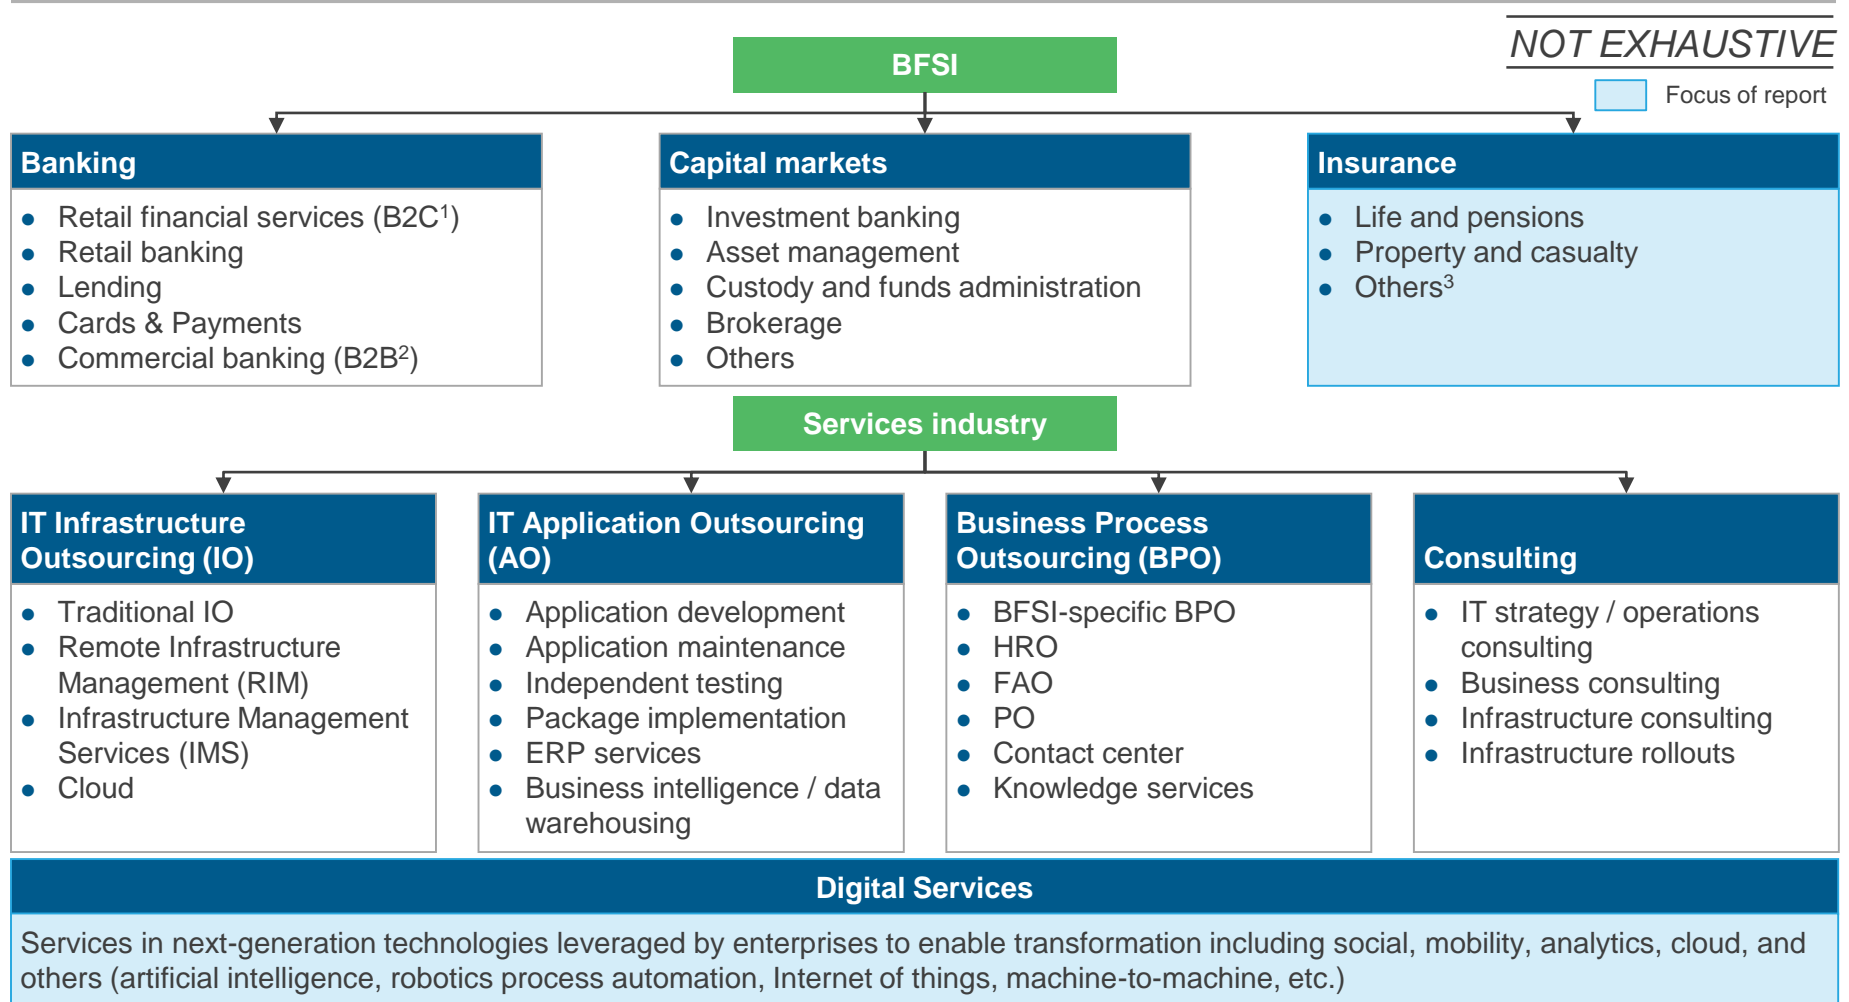 NOT EXHAUSTIVE
Focus of report
BFSI
Banking
Retail financial services (B2C¹)
Retail banking
Lending
Cards & Payments
Commercial banking (B2B²)
Capital markets
Investment banking
Asset management
Custody and funds administration
Brokerage
Others
Insurance
Life and pensions
Property and casualty
Others³
Services industry
IT Infrastructure
Outsourcing (IO)
Traditional IO
Remote Infrastructure
Management (RIM)
Infrastructure Management
Services (IMS)
Cloud
IT Application Outsourcing
(AO)
Application development
Application maintenance
Independent testing
Package implementation
ERP services
Business intelligence / data
warehousing
Business Process
Outsourcing (BPO)
BFSI-specific BPO
HRO
FAO
PO
Contact center
Knowledge services
Consulting
IT strategy / operations
consulting
Business consulting
Infrastructure consulting
Infrastructure rollouts
Digital Services
Services in next-generation technologies leveraged by enterprises to enable transformation including social, mobility, analytics, cloud, and
others (artificial intelligence, robotics process automation, Internet of things, machine-to-machine, etc.)